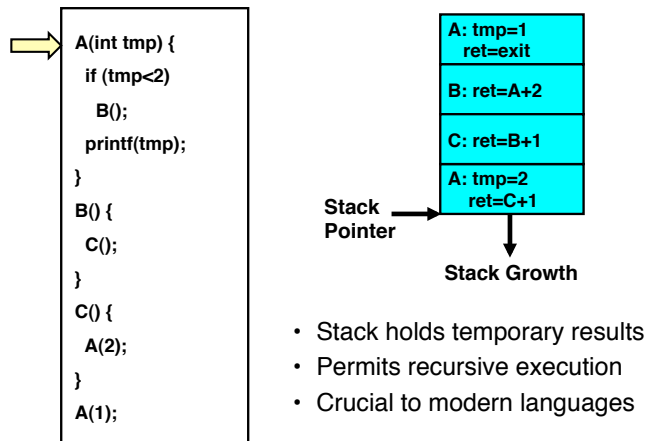 A(int tmp) {
if (tmp<2)
B();
printf(tmp);
}
B() {
C();
}
C() {
A(2);
}
A(1);
A: tmp=1
ret=exit
B: ret=A+2
C: ret=B+1
A: tmp=2
ret=C+1
Stack
Pointer
Stack Growth
• Stack holds temporary results
• Permits recursive execution
• Crucial to modern languages